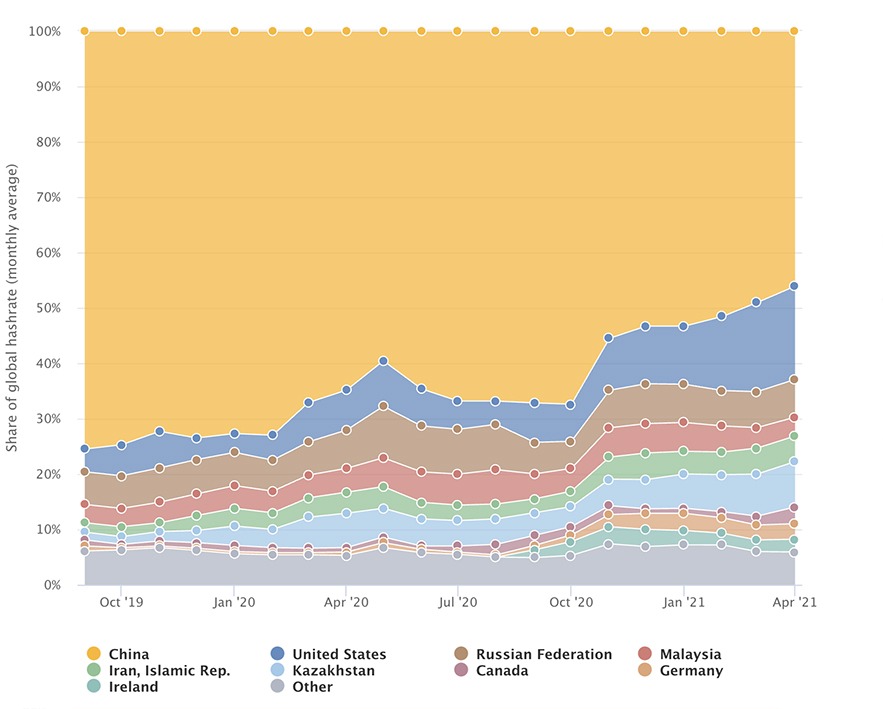 100%
90%
80%
70%
60%
50%
40%
30%
20%
10%
0%
Share of global hashrate (monthly average)
Oct '19 Jan '20 Apr '20 Jul '20 Oct '20 Jan '21 Apr '21
China United States Russian Federation Malaysia
Iran, Islamic Rep. Kazakhstan Canada Germany
Ireland Other